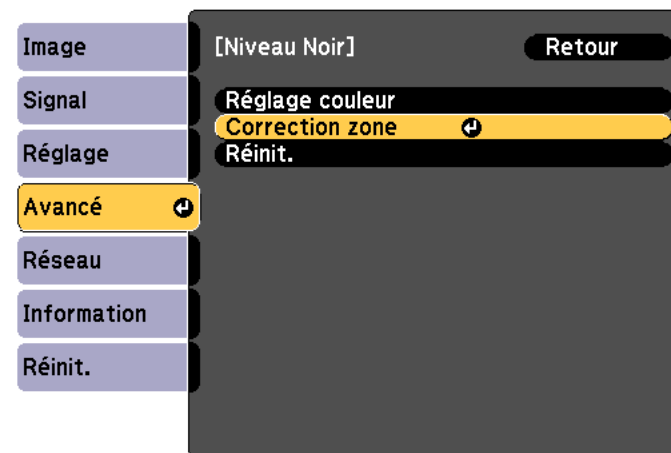 Image
Signal
Réglage
Avancé
Réseau
Information
Réinit.
[Niveau Noir]
Retour
Réglage couleur
Correction zone
Réinit.